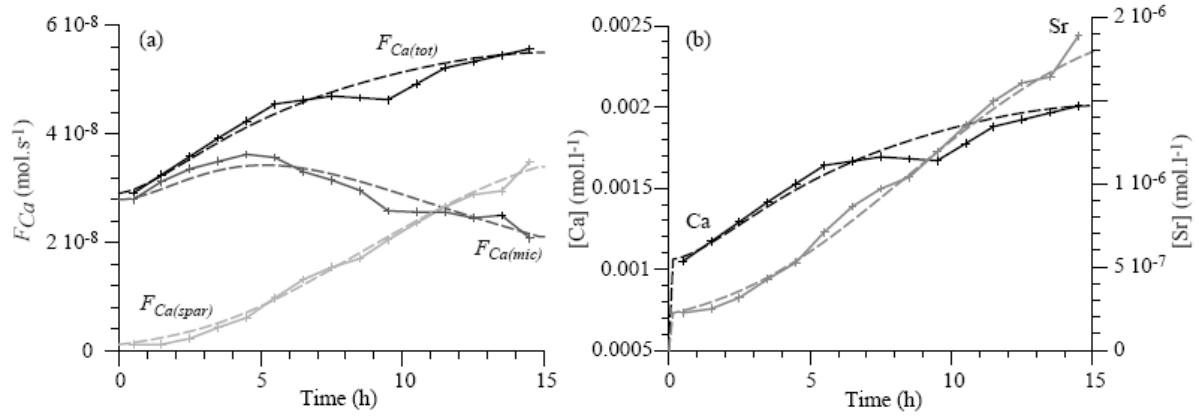 6 10-8
4 10-8
2 10-8
0
FCa (mol.s-1)
(a)
FCa(tot)
FCa(mic)
FCa(spar)
0 5 10 15
Time (h)
0.0025
0.002
0.0015
0.001
0.0005
[Ca] (mol.l-1)
(b)
Sr
Ca
2 10-6
1 10-6
5 10-7
0
[Sr] (mol.l-1)
0 5 10 15
Time (h)